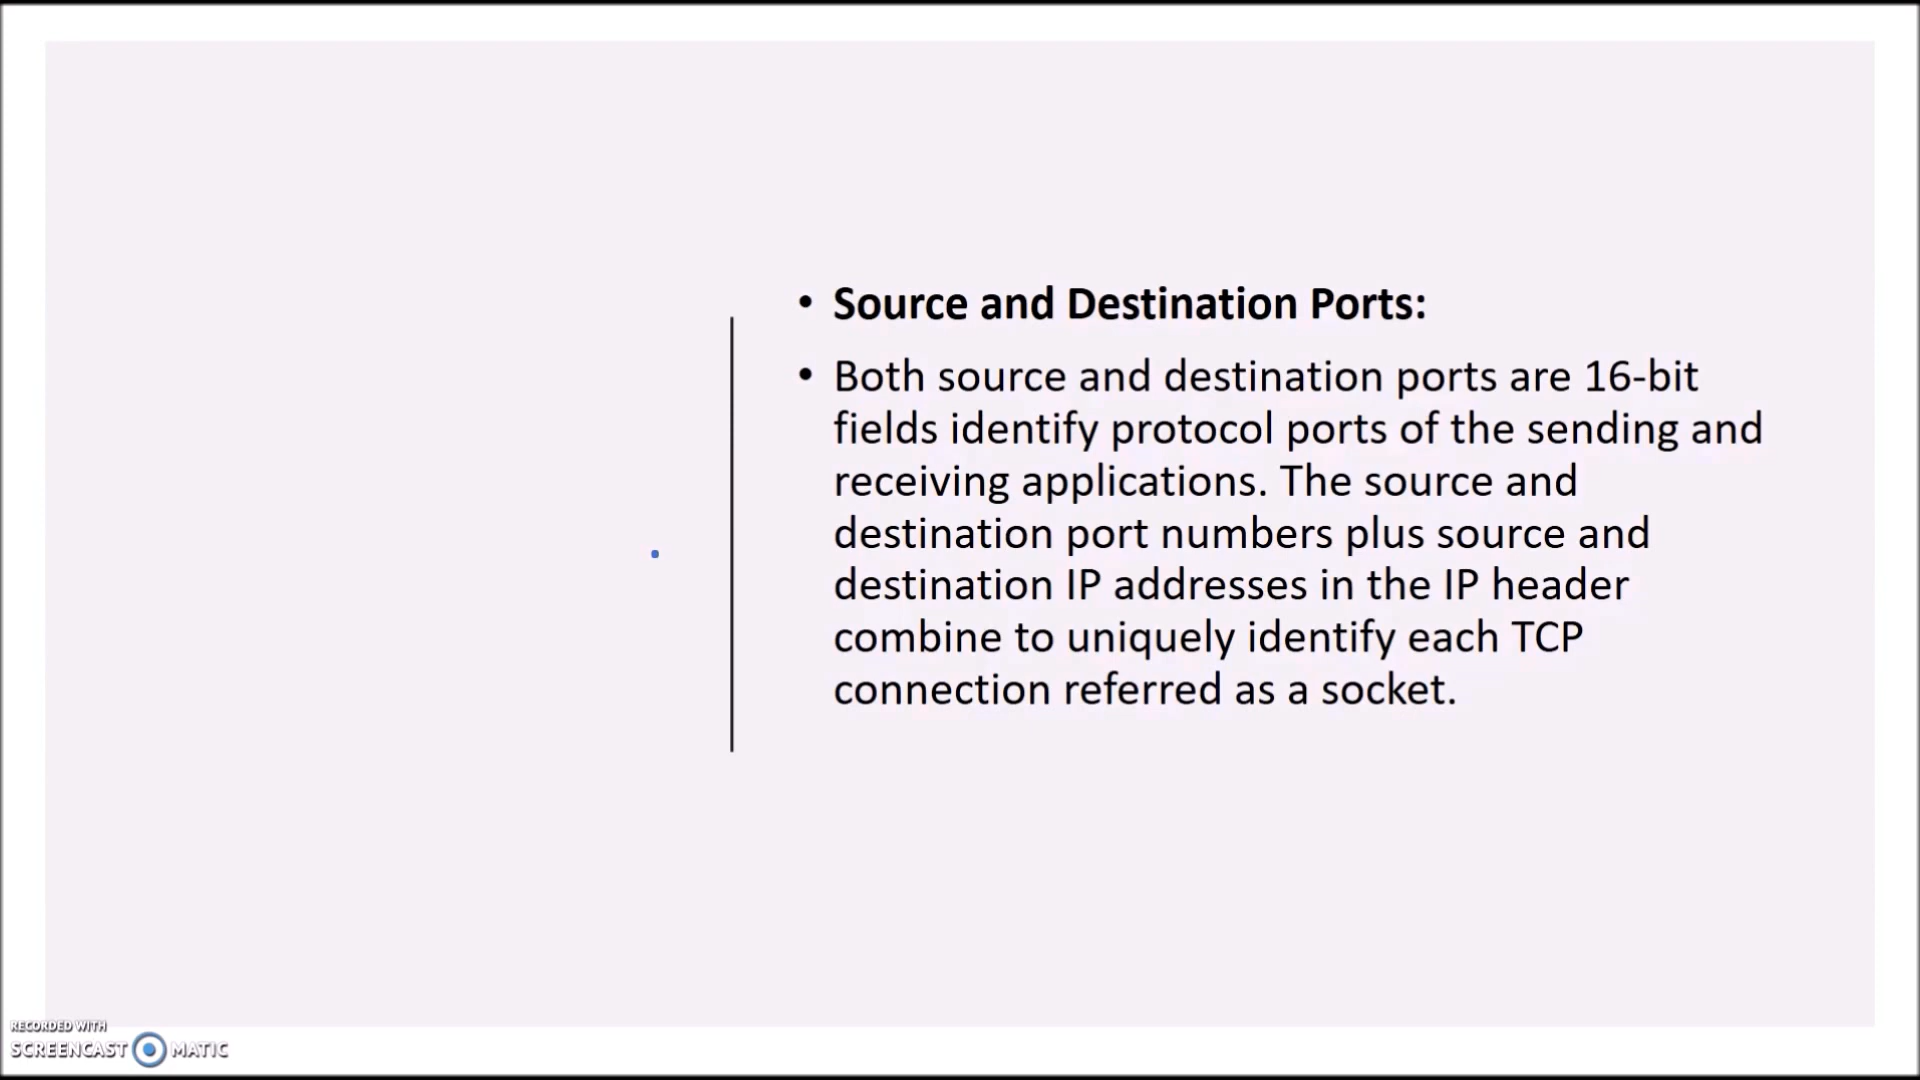 • Source and Destination Ports:
• Both source and destination ports are 16-bit
fields identify protocol ports of the sending and
receiving applications. The source and
destination port numbers plus source and
destination IP addresses in the IP header
combine to uniquely identify each TCP
connection referred as a socket.
RECORDED WITH
SCREENCAST MATIC